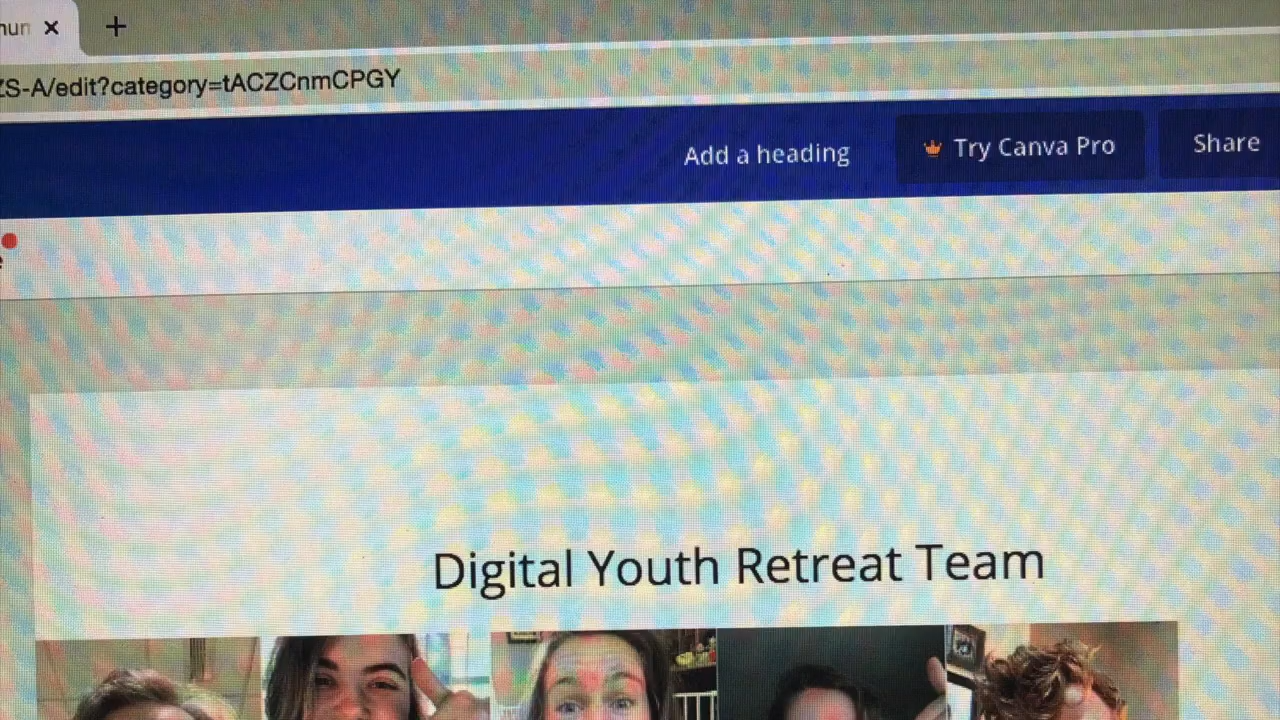 ZS-A/edit?category=tACZCnmCPGY
Add a heading
Try Canva Pro
Share
Digital Youth Retreat Team